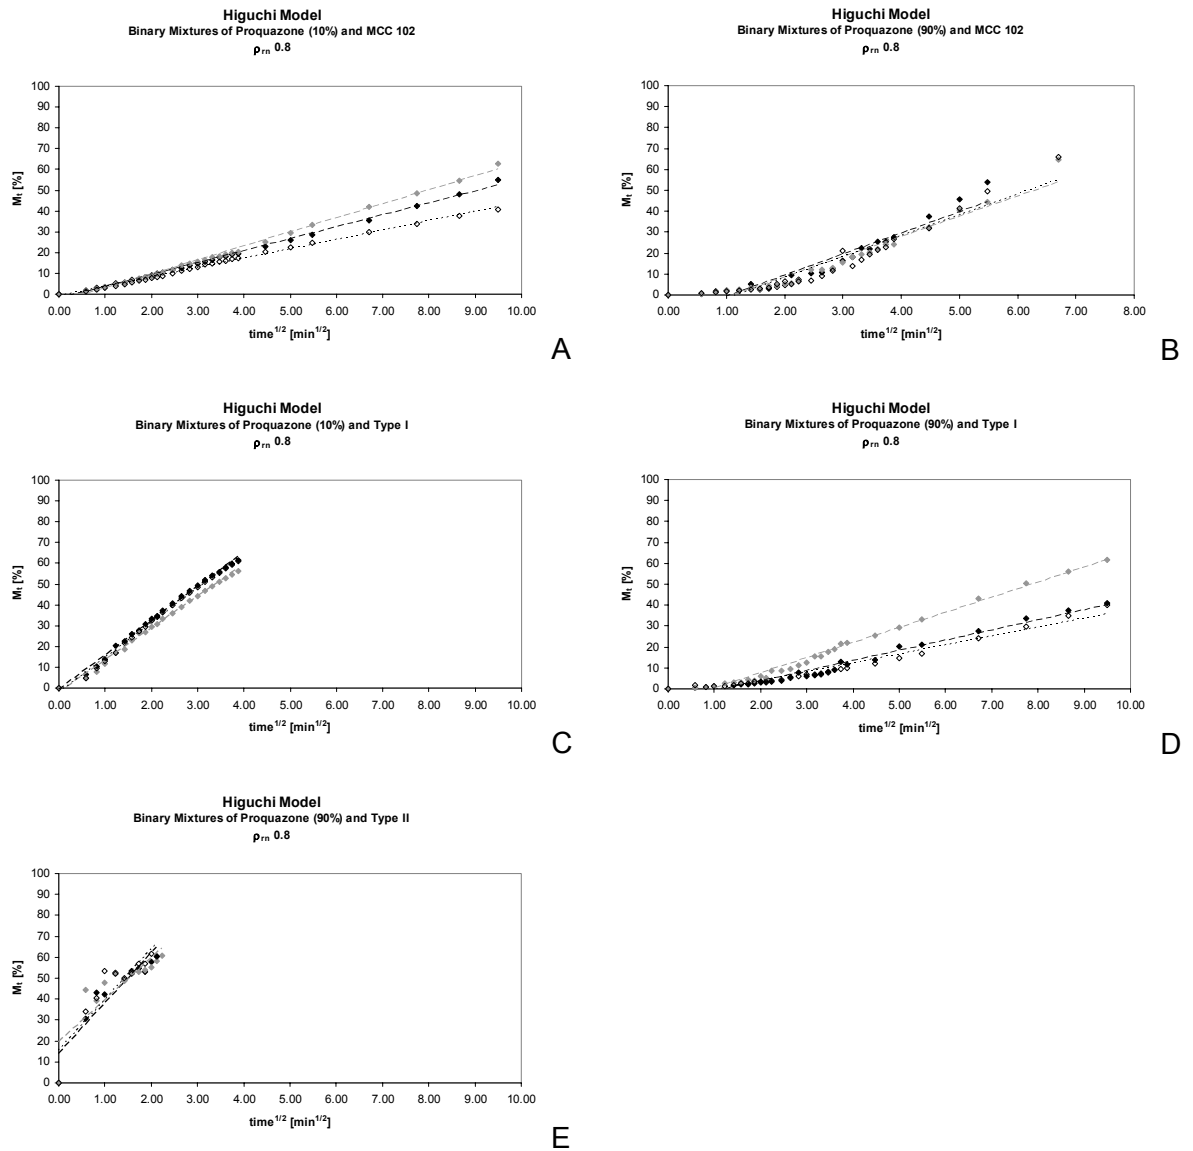 Higuchi Model
Binary Mixtures of Proquazone (10%) and MCC 102
ρrn 0.8
100
90
80
70
60
50
40
30
20
10
0
Mt [%]
0.00 1.00 2.00 3.00 4.00 5.00 6.00 7.00 8.00 9.00 10.00
time1/2 [min1/2]
A
Higuchi Model
Binary Mixtures of Proquazone (90%) and MCC 102
ρrn 0.8
100
90
80
70
60
50
40
30
20
10
0
Mt [%]
0.00 1.00 2.00 3.00 4.00 5.00 6.00 7.00 8.00
time1/2 [min1/2]
B
Higuchi Model
Binary Mixtures of Proquazone (10%) and Type I
ρrn 0.8
100
90
80
70
60
50
40
30
20
10
0
Mt [%]
0.00 1.00 2.00 3.00 4.00 5.00 6.00 7.00 8.00 9.00 10.00
time1/2 [min1/2]
C
Higuchi Model
Binary Mixtures of Proquazone (90%) and Type I
ρrn 0.8
100
90
80
70
60
50
40
30
20
10
0
Mt [%]
0.00 1.00 2.00 3.00 4.00 5.00 6.00 7.00 8.00 9.00 10.00
time1/2 [min1/2]
D
Higuchi Model
Binary Mixtures of Proquazone (90%) and Type II
ρrn 0.8
100
90
80
70
60
50
40
30
20
10
0
Mt [%]
0.00 1.00 2.00 3.00 4.00 5.00 6.00 7.00 8.00 9.00 10.00
time1/2 [min1/2]
E